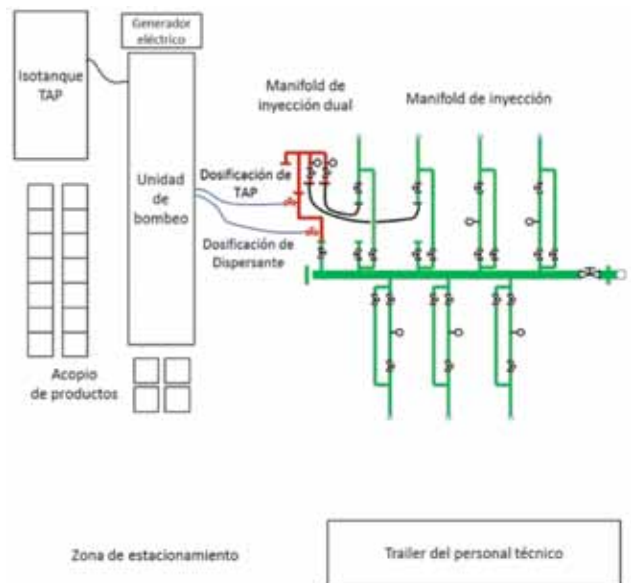 Generador
eléctrico
Isotanque
TAP
Manifold de
inyección dual
Manifold de inyección
Unidad
de
bombeo
Dosificación de
TAP
Dosificación de
Dispersante
Acopio
de productos
Zona de estacionamiento
Trailer del personal técnico